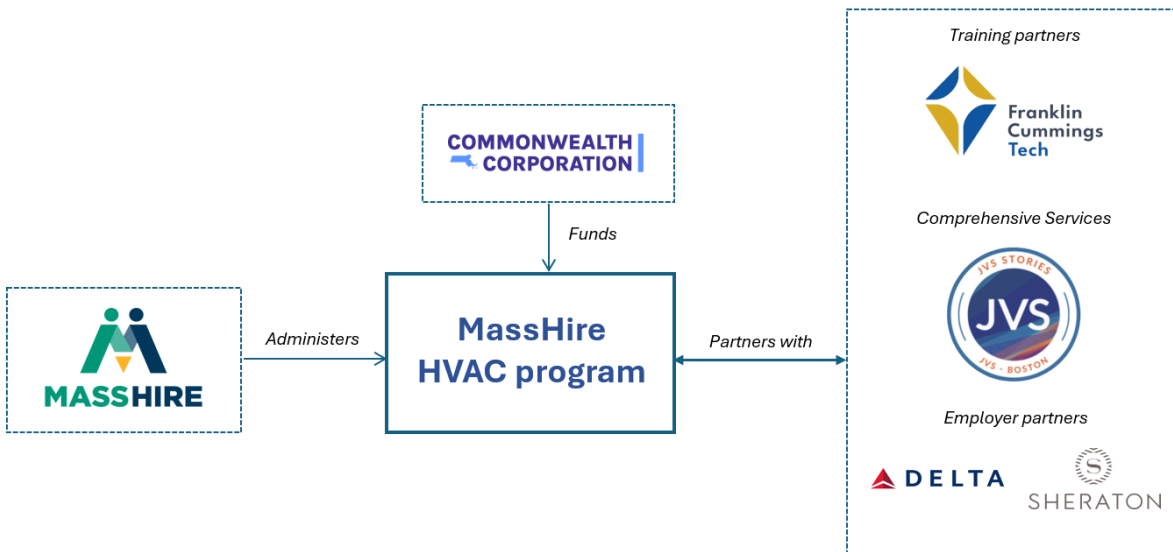 Training partners
Franklin
Cummings
Tech
COMMONWEALTH
CORPORATION
Funds
Comprehensive Services
JVS STORIES
JVS
JVS - BOSTON
MASSHIRE
Administers
MassHire
HVAC program
Partners with
Employer partners
DELTA
S
SHERATON